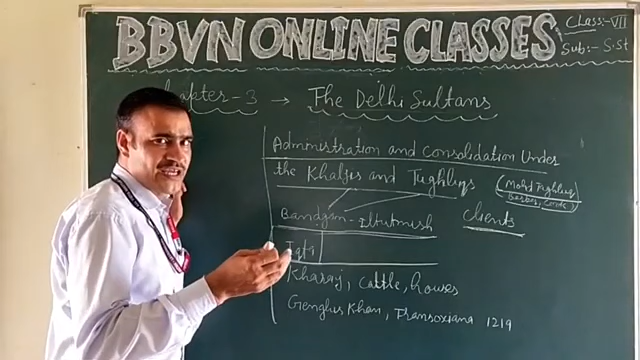 BBVN ONLINE CLASSES
Class:- VII
Sub:- S.St
Chapter-3 → The Delhi Sultans
Administration and Consolidation Under
the Khaljis and Tughluqs
(Mohd Tughluq
Bandgan - Iltutmish
Clients
Iqta
Kharaj, Cattle, houses
Genghis Khan, Transoxiana 1219